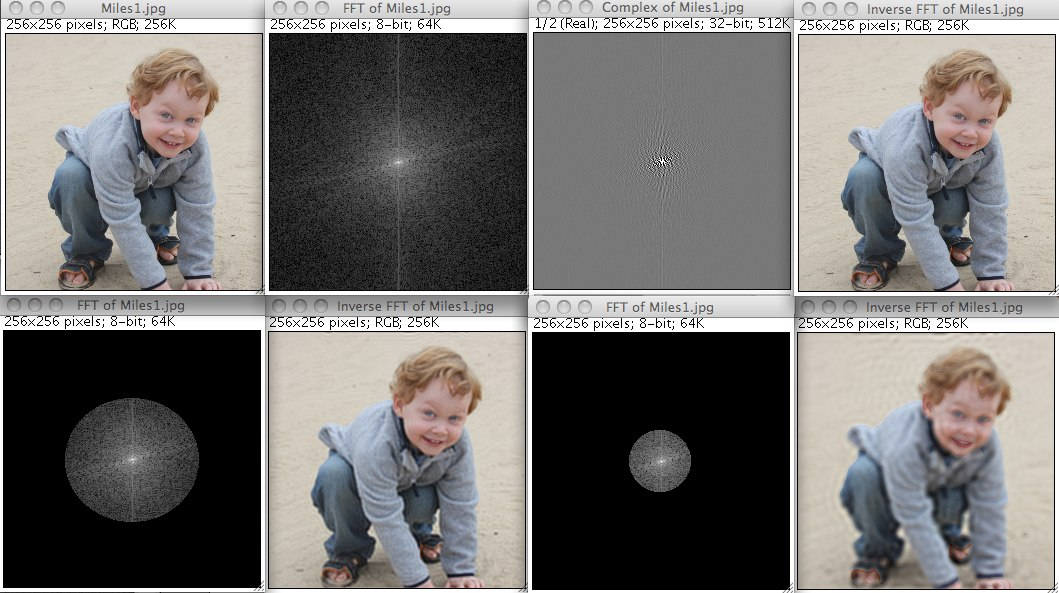 Miles1.jpg
256x256 pixels; RGB; 256K
FFT of Miles1.jpg
256x256 pixels; 8-bit; 64K
Complex of Miles1.jpg
1/2 (Real); 256x256 pixels; 32-bit; 512K
Inverse FFT of Miles1.jpg
256x256 pixels; RGB; 256K
FFT of Miles1.jpg
256x256 pixels; 8-bit; 64K
Inverse FFT of Miles1.jpg
256x256 pixels; RGB; 256K
FFT of Miles1.jpg
256x256 pixels; 8-bit; 64K
Inverse FFT of Miles1.jpg
256x256 pixels; RGB; 256K